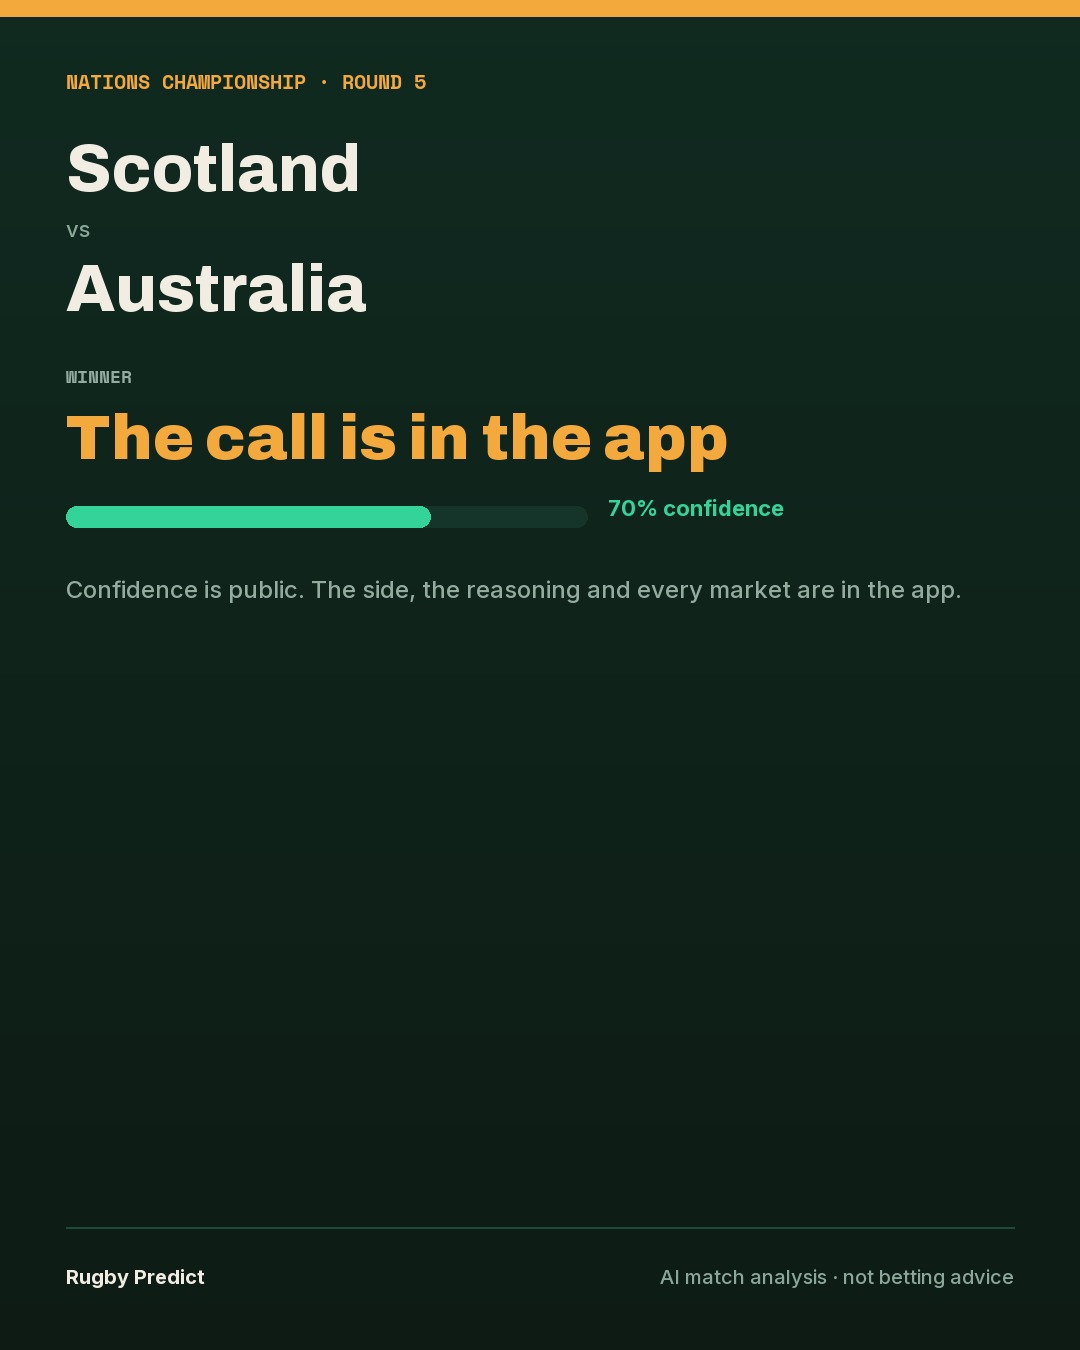 NATIONS CHAMPIONSHIP · ROUND 5
Scotland
VS
Australia
WINNER
The call is in the app
70% confidence
Confidence is public. The side, the reasoning and every market are in the app.
Rugby Predict
AI match analysis · not betting advice